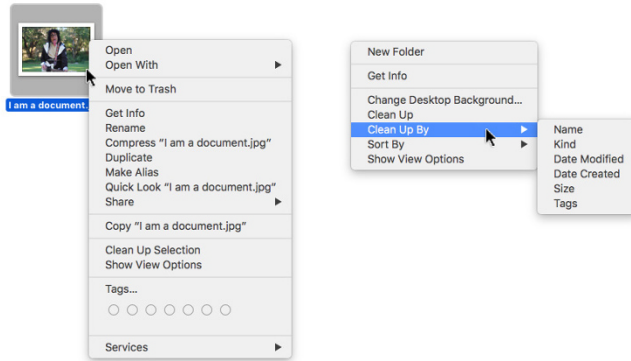 I am a document.
Open
Open With
Move to Trash
Get Info
Rename
Compress "I am a document.jpg"
Duplicate
Make Alias
Quick Look "I am a document.jpg"
Share
Copy "I am a document.jpg"
Clean Up Selection
Show View Options
Tags...
Services
New Folder
Get Info
Change Desktop Background...
Clean Up
Clean Up By
Sort By
Show View Options
Name
Kind
Date Modified
Date Created
Size
Tags